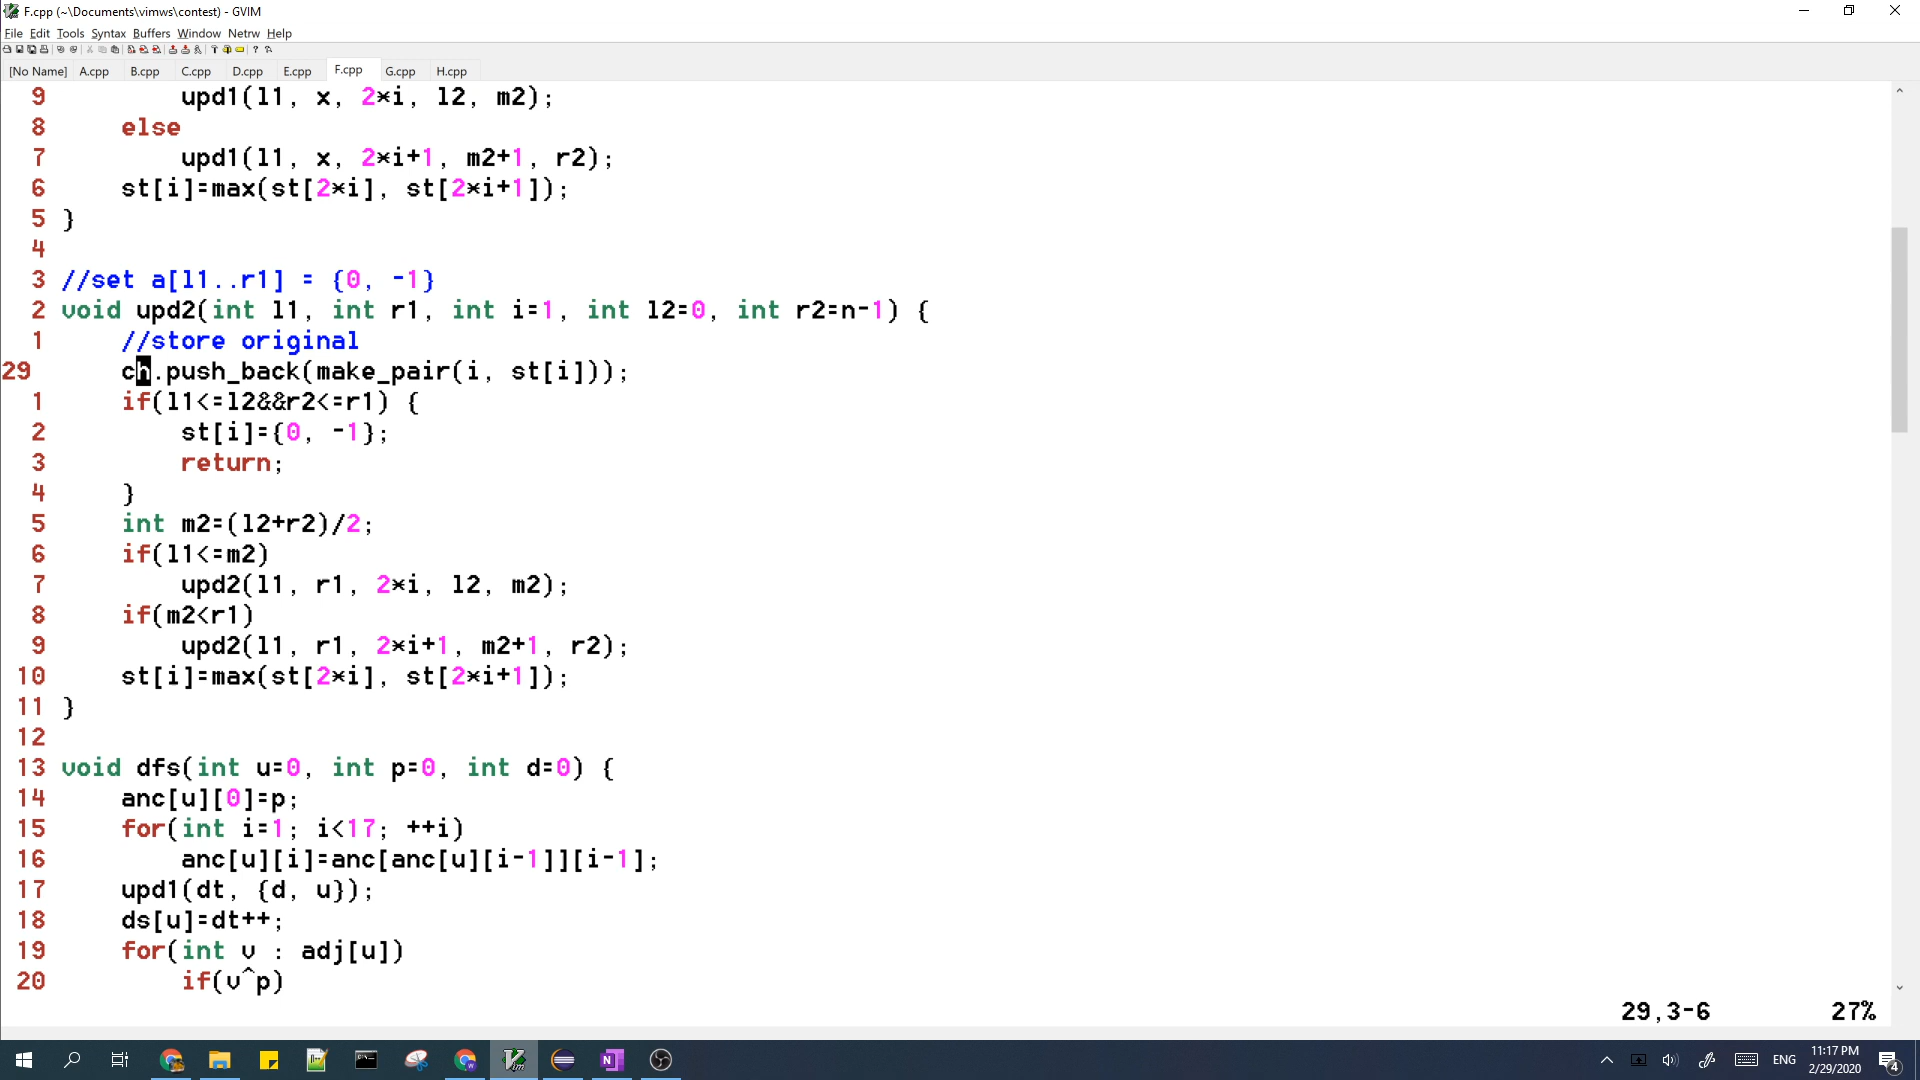 F.cpp (~\Documents\vimws\contest) - GVIM
File Edit Tools Syntax Buffers Window Netrw Help
[No Name] A.cpp B.cpp C.cpp D.cpp E.cpp F.cpp G.cpp H.cpp
9 upd1(l1, x, 2*i, l2, m2);
8 else
7 upd1(l1, x, 2*i+1, m2+1, r2);
6 st[i]=max(st[2*i], st[2*i+1]);
5 }
4
3 //set a[l1..r1] = {0, -1}
2 void upd2(int l1, int r1, int i=1, int l2=0, int r2=n-1) {
1 //store original
29 ch.push_back(make_pair(i, st[i]));
1 if(l1<=l2&&r2<=r1) {
2 st[i]={0, -1};
3 return;
4 }
5 int m2=(l2+r2)/2;
6 if(l1<=m2)
7 upd2(l1, r1, 2*i, l2, m2);
8 if(m2<r1)
9 upd2(l1, r1, 2*i+1, m2+1, r2);
10 st[i]=max(st[2*i], st[2*i+1]);
11 }
12
13 void dfs(int u=0, int p=0, int d=0) {
14 anc[u][0]=p;
15 for(int i=1; i<17; ++i)
16 anc[u][i]=anc[anc[u][i-1]][i-1];
17 upd1(dt, {d, u});
18 ds[u]=dt++;
19 for(int v : adj[u])
20 if(v^p)
29,3-6 27%
ENG
11:17 PM
2/29/2020
4